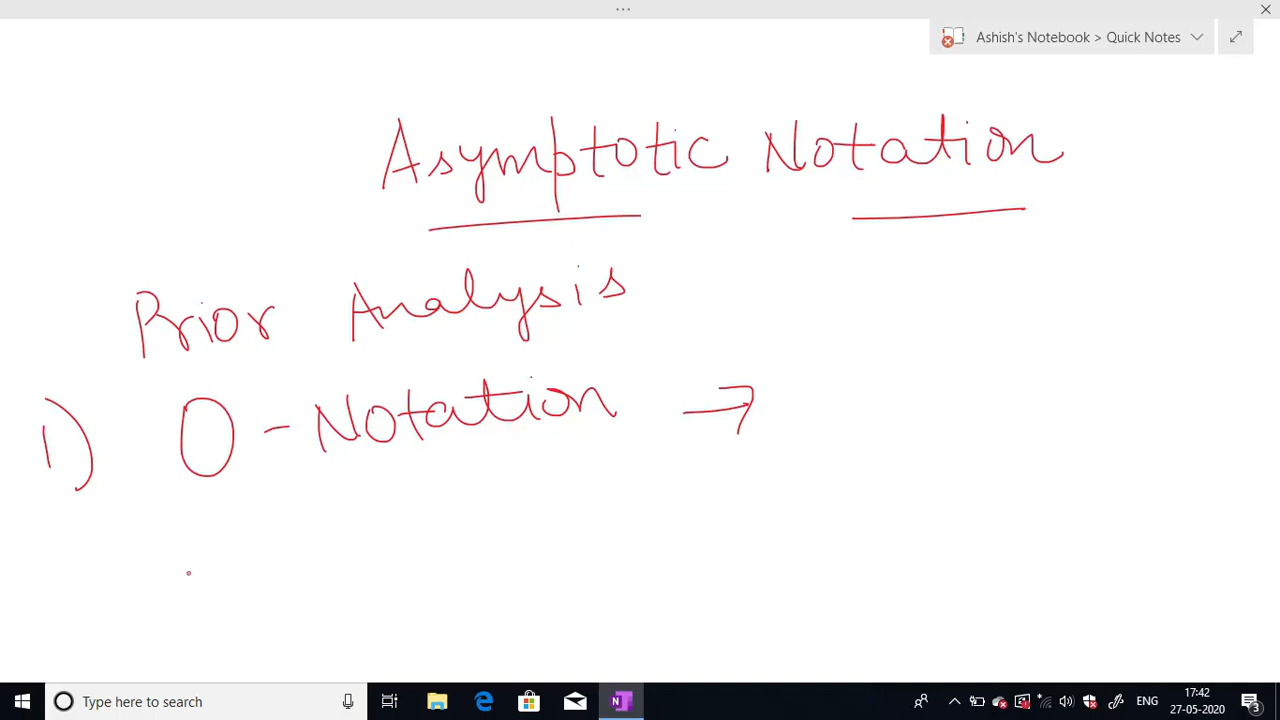 Ashish's Notebook > Quick Notes
Asymptotic Notation
Prior Analysis
1) O - Notation →
Type here to search
ENG
17:42
27-05-2020
3